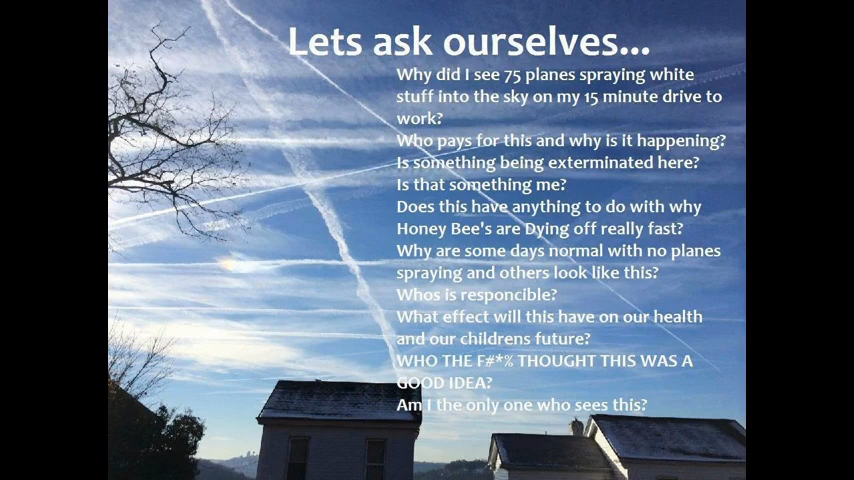 Lets ask ourselves...
Why did I see 75 planes spraying white
stuff into the sky on my 15 minute drive to
work?
Who pays for this and why is it happening?
Is something being exterminated here?
Is that something me?
Does this have anything to do with why
Honey Bee's are Dying off really fast?
Why are some days normal with no planes
spraying and others look like this?
Whos is responcible?
What effect will this have on our health
and our childrens future?
WHO THE F#*% THOUGHT THIS WAS A
GOOD IDEA?
Am I the only one who sees this?